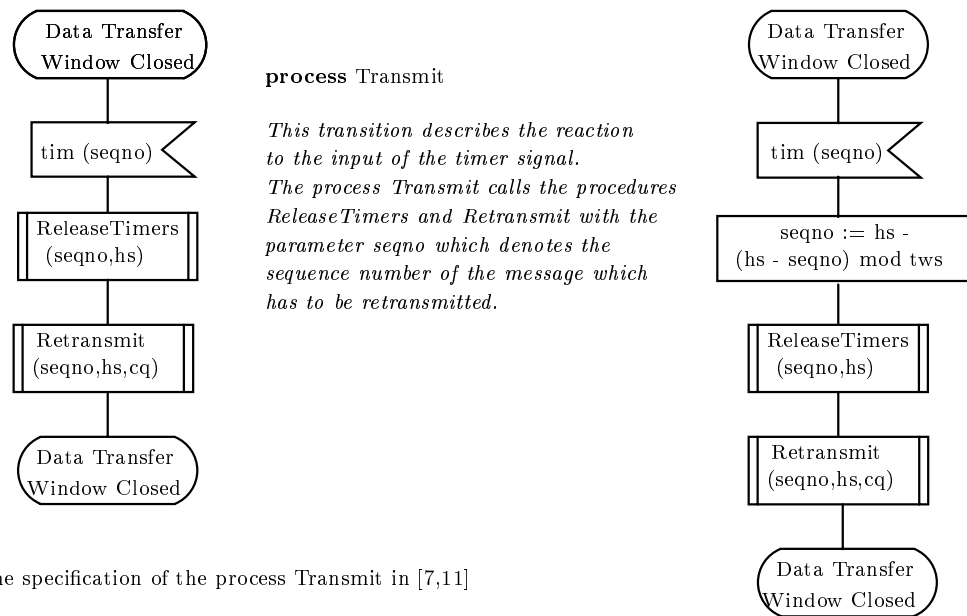 Data Transfer
Window Closed
tim (seqno)
ReleaseTimers
(seqno,hs)
Retransmit
(seqno,hs,cq)
Data Transfer
Window Closed
process Transmit
This transition describes the reaction
to the input of the timer signal.
The process Transmit calls the procedures
ReleaseTimers and Retransmit with the
parameter seqno which denotes the
sequence number of the message which
has to be retransmitted.
Data Transfer
Window Closed
tim (seqno)
seqno := hs -
(hs - seqno) mod tws
ReleaseTimers
(seqno,hs)
Retransmit
(seqno,hs,cq)
Data Transfer
Window Closed
specification of the process Transmit in [7,11]